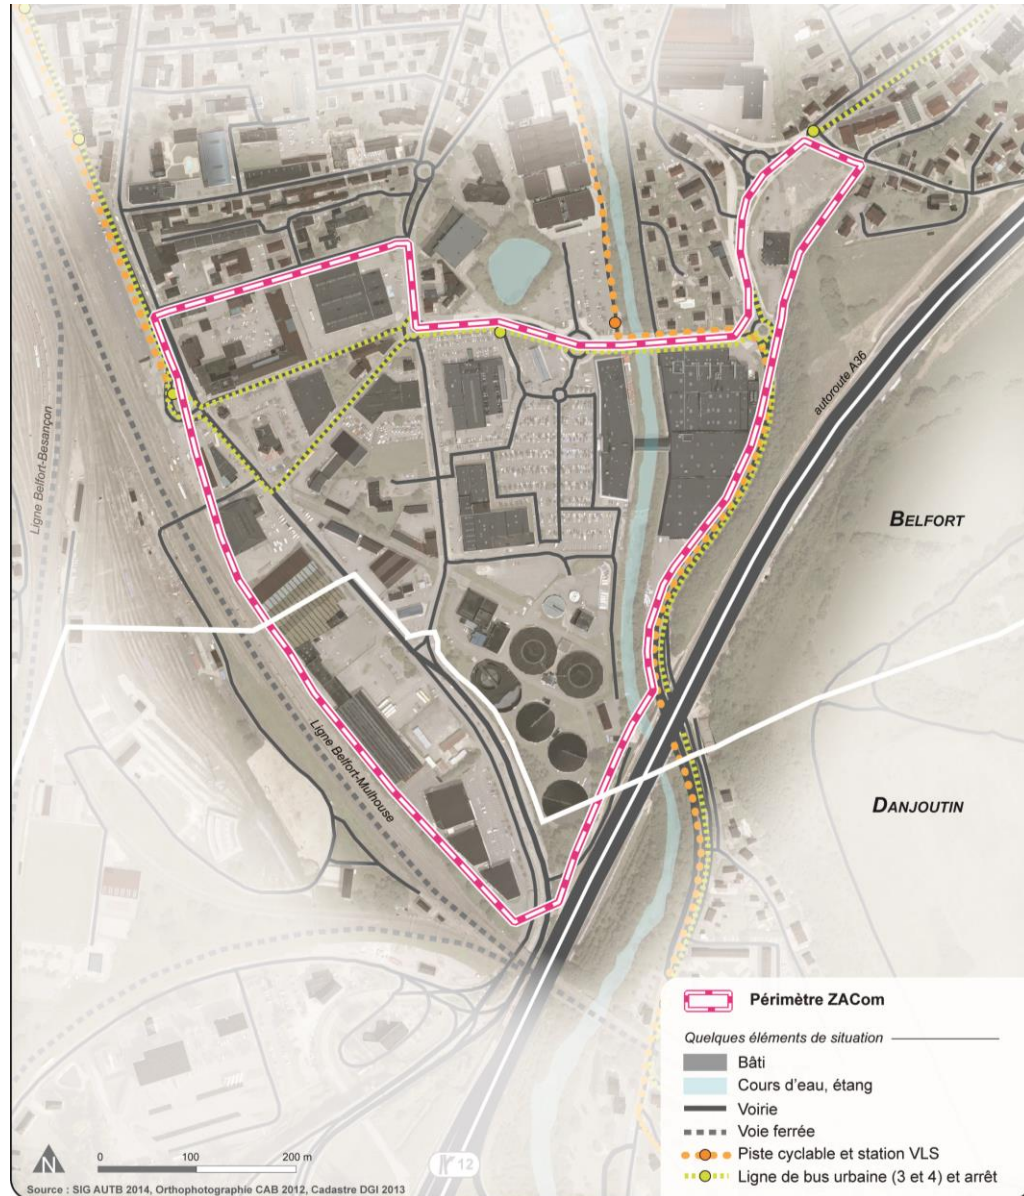 Ligne Belfort-Besançon
autoroute A36
BELFORT
Ligne Belfort-Mulhouse
DANJOUTIN
Périmètre ZACom
Quelques éléments de situation
Bâti
Cours d'eau, étang
Voirie
Voie ferrée
Piste cyclable et station VLS
Ligne de bus urbaine (3 et 4) et arrêt
N
0 100 200 m
12
Source : SIG AUTB 2014, Orthophotographie CAB 2012, Cadastre DGI 2013